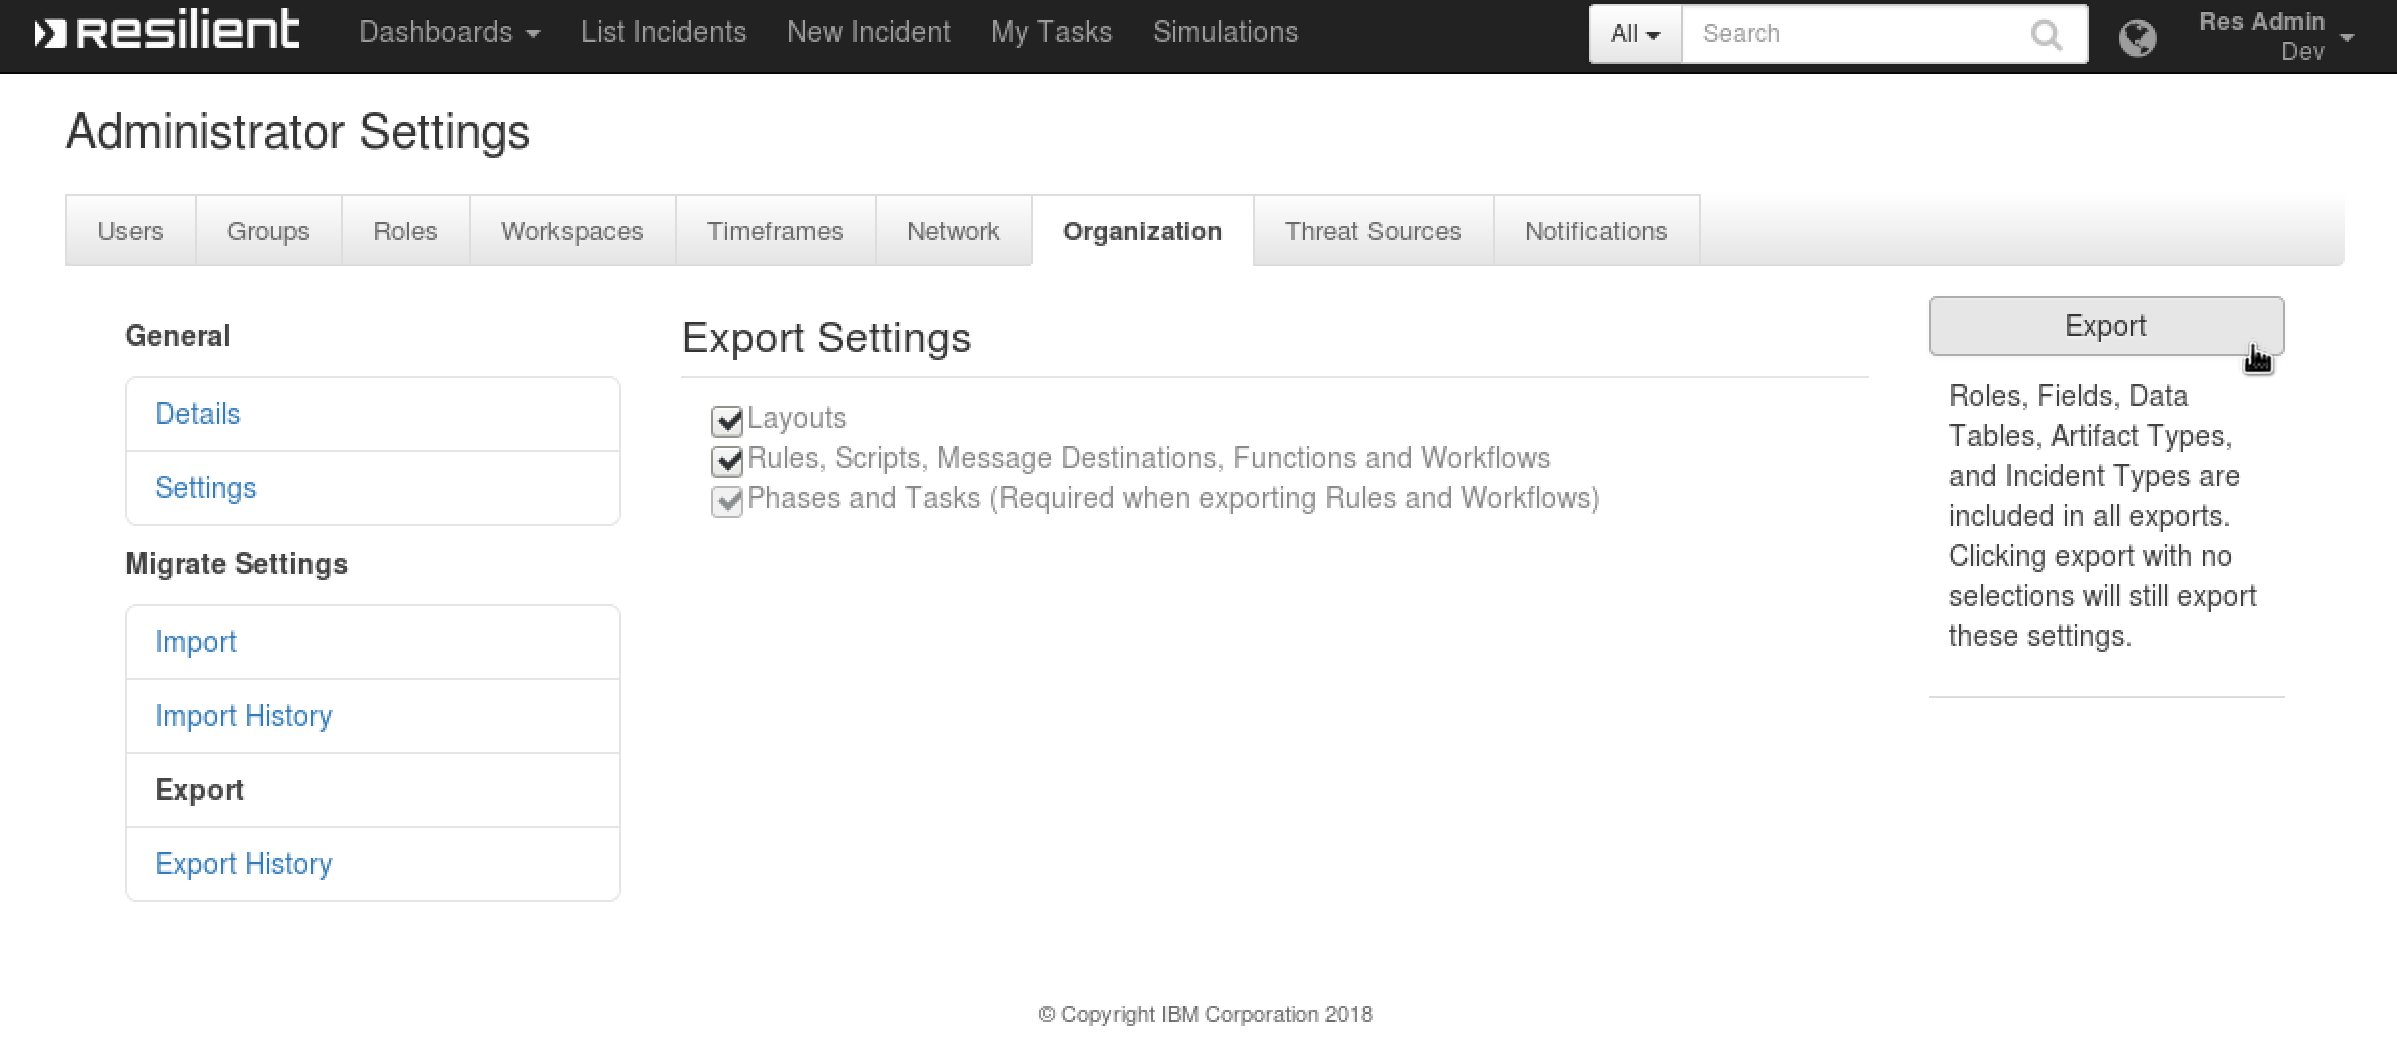 Resilient Dashboards List Incidents New Incident My Tasks Simulations All Search Res Admin
Dev
Administrator Settings
Users Groups Roles Workspaces Timeframes Network Organization Threat Sources Notifications
General
Details
Settings
Migrate Settings
Import
Import History
Export
Export History
Export Settings
Layouts
Rules, Scripts, Message Destinations, Functions and Workflows
Phases and Tasks (Required when exporting Rules and Workflows)
Export
Roles, Fields, Data
Tables, Artifact Types,
and Incident Types are
included in all exports.
Clicking export with no
selections will still export
these settings.
© Copyright IBM Corporation 2018